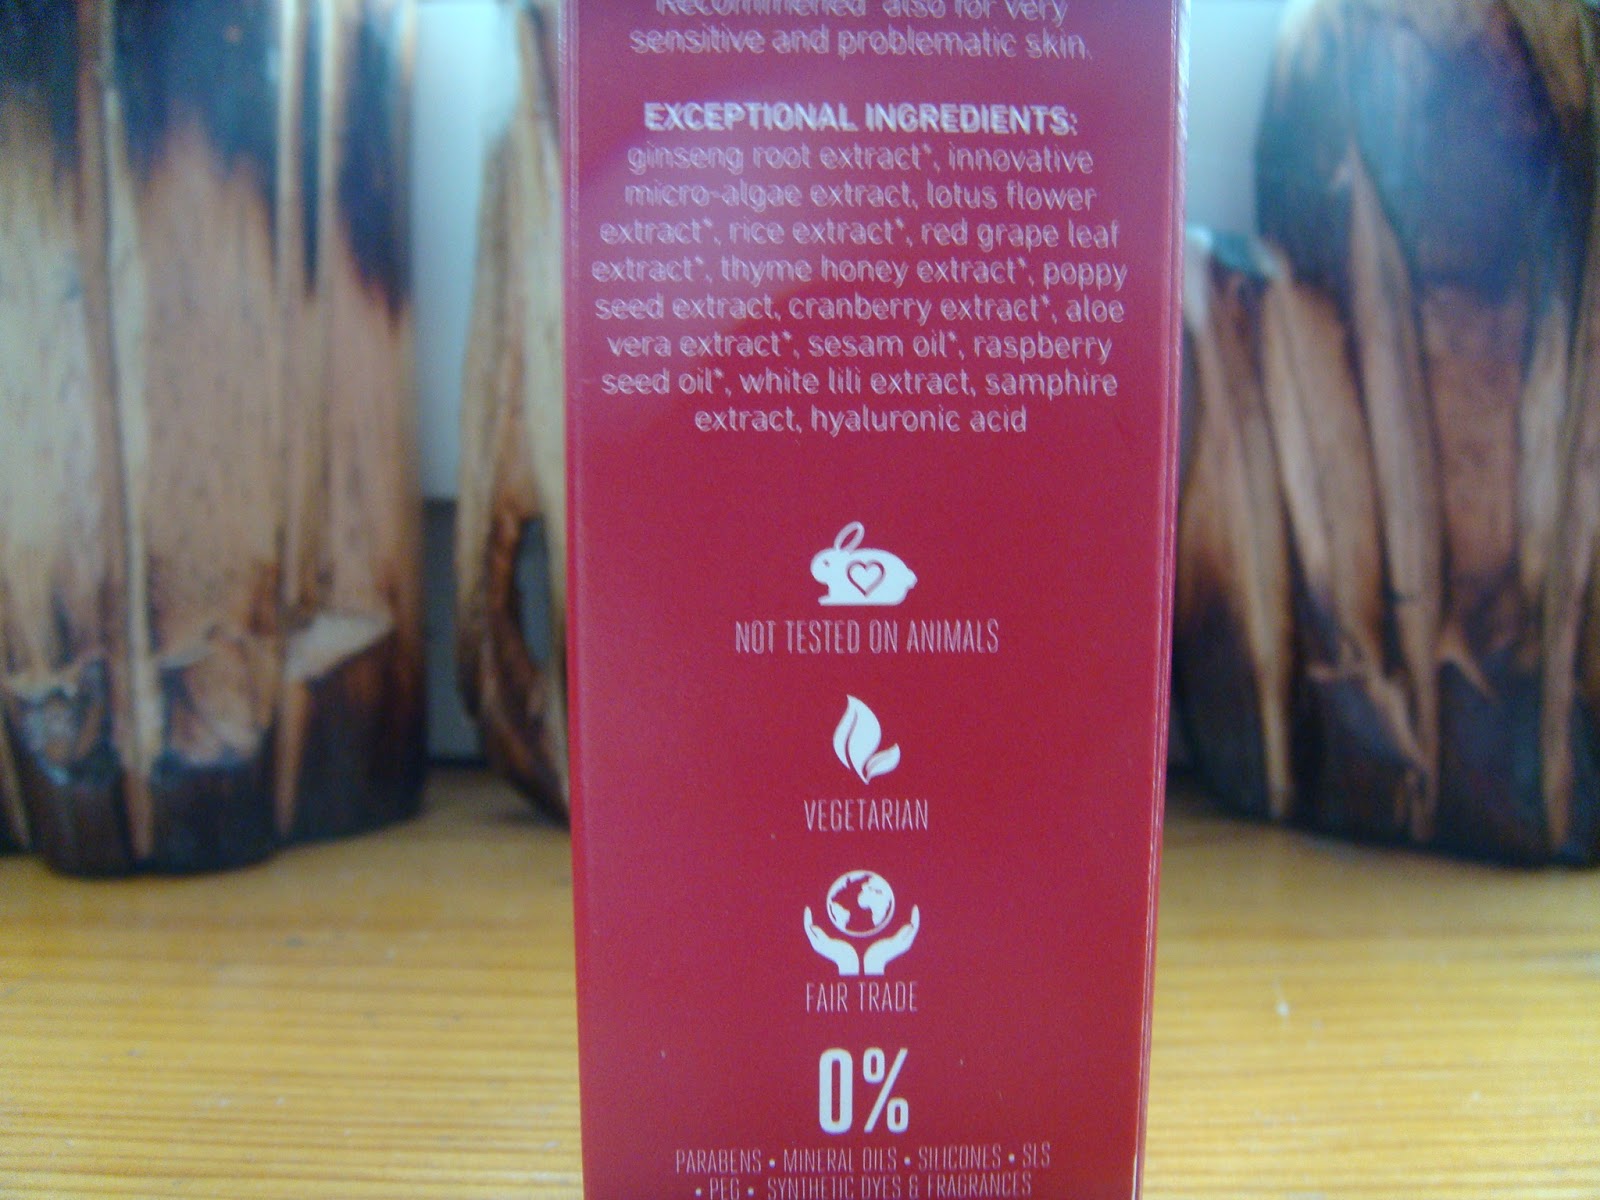 Recommened also for very
sensitive and problematic skin.
EXCEPTIONAL INGREDIENTS:
ginseng root extract*, innovative
micro-algae extract, lotus flower
extract*, rice extract*, red grape leaf
extract*, thyme honey extract*, poppy
seed extract, cranberry extract*, aloe
vera extract*, sesam oil*, raspberry
seed oil*, white lili extract, samphire
extract, hyaluronic acid
NOT TESTED ON ANIMALS
VEGETARIAN
FAIR TRADE
0%
PARABENS • MINERAL OILS • SILICONES • SLS
• PEG • SYNTHETIC DYES & FRAGRANCES